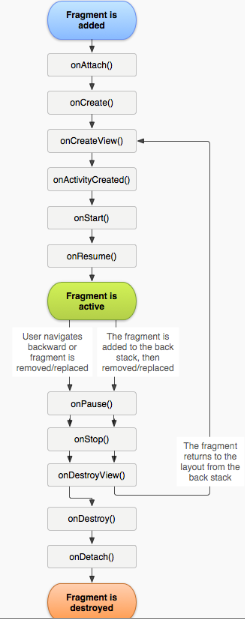 Fragment is
added
onAttach()
onCreate()
onCreateView()
onActivityCreated()
onStart()
onResume()
Fragment is
active
User navigates
backward or
fragment is
removed/replaced
The fragment is
added to the back
stack, then
removed/replaced
onPause()
onStop()
onDestroyView()
The fragment
returns to the
layout from the
back stack
onDestroy()
onDetach()
Fragment is
destroyed